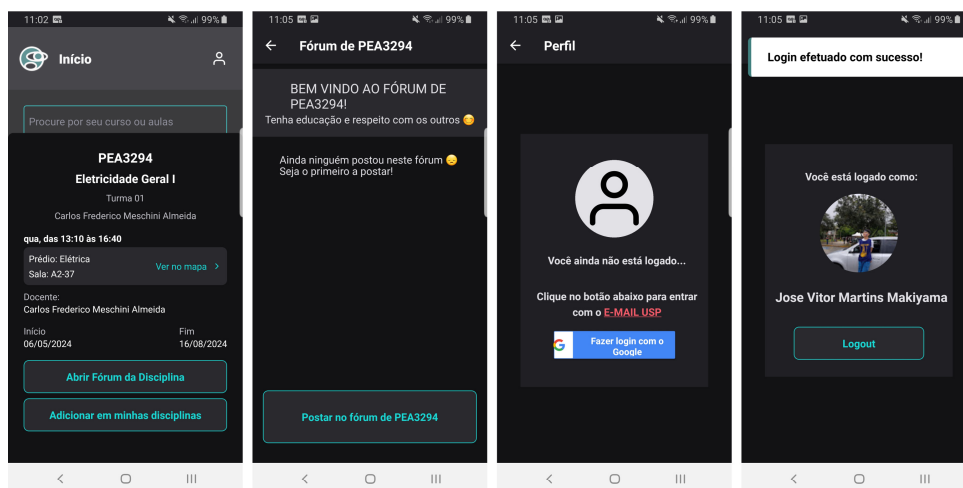 11:02
99%
Início
Procure por seu curso ou aulas
PEA3294
Eletricidade Geral I
Turma 01
Carlos Frederico Meschini Almeida
qua, das 13:10 às 16:40
Prédio: Elétrica
Sala: A2-37
Ver no mapa >
Docente:
Carlos Frederico Meschini Almeida
Início
Fim
06/05/2024
16/08/2024
Abrir Fórum da Disciplina
Adicionar em minhas disciplinas
11:05
99%
Fórum de PEA3294
BEM VINDO AO FÓRUM DE
PEA3294!
Tenha educação e respeito com os outros 😊
Ainda ninguém postou neste fórum 😞
Seja o primeiro a postar!
Postar no fórum de PEA3294
11:05
99%
Perfil
Você ainda não está logado...
Clique no botão abaixo para entrar
com o E-MAIL USP
G
Fazer login com o
Google
11:05
99%
Login efetuado com sucesso!
Você está logado como:
Jose Vitor Martins Makiyama
Logout